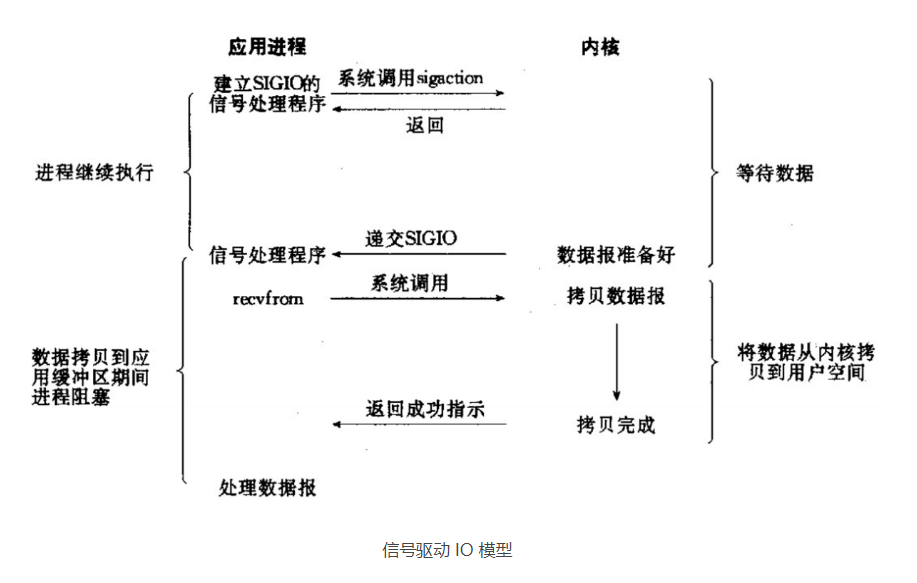 应用进程
内核
建立SIGIO的
信号处理程序
系统调用sigaction
返回
进程继续执行
等待数据
信号处理程序
递交SIGIO
数据报准备好
recvfrom
系统调用
拷贝数据报
数据拷贝到应
用缓冲区期间
进程阻塞
将数据从内核拷
贝到用户空间
返回成功指示
拷贝完成
处理数据报
信号驱动 IO 模型